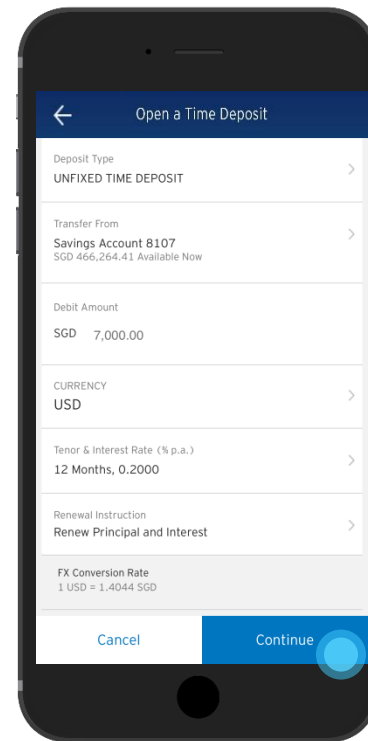 Open a Time Deposit
Deposit Type
UNFIXED TIME DEPOSIT
Transfer From
Savings Account 8107
SGD 466,264.41 Available Now
Debit Amount
SGD 7,000.00
CURRENCY
USD
Tenor & Interest Rate (% p.a.)
12 Months, 0.2000
Renewal Instruction
Renew Principal and Interest
FX Conversion Rate
1 USD = 1.4044 SGD
Cancel Continue